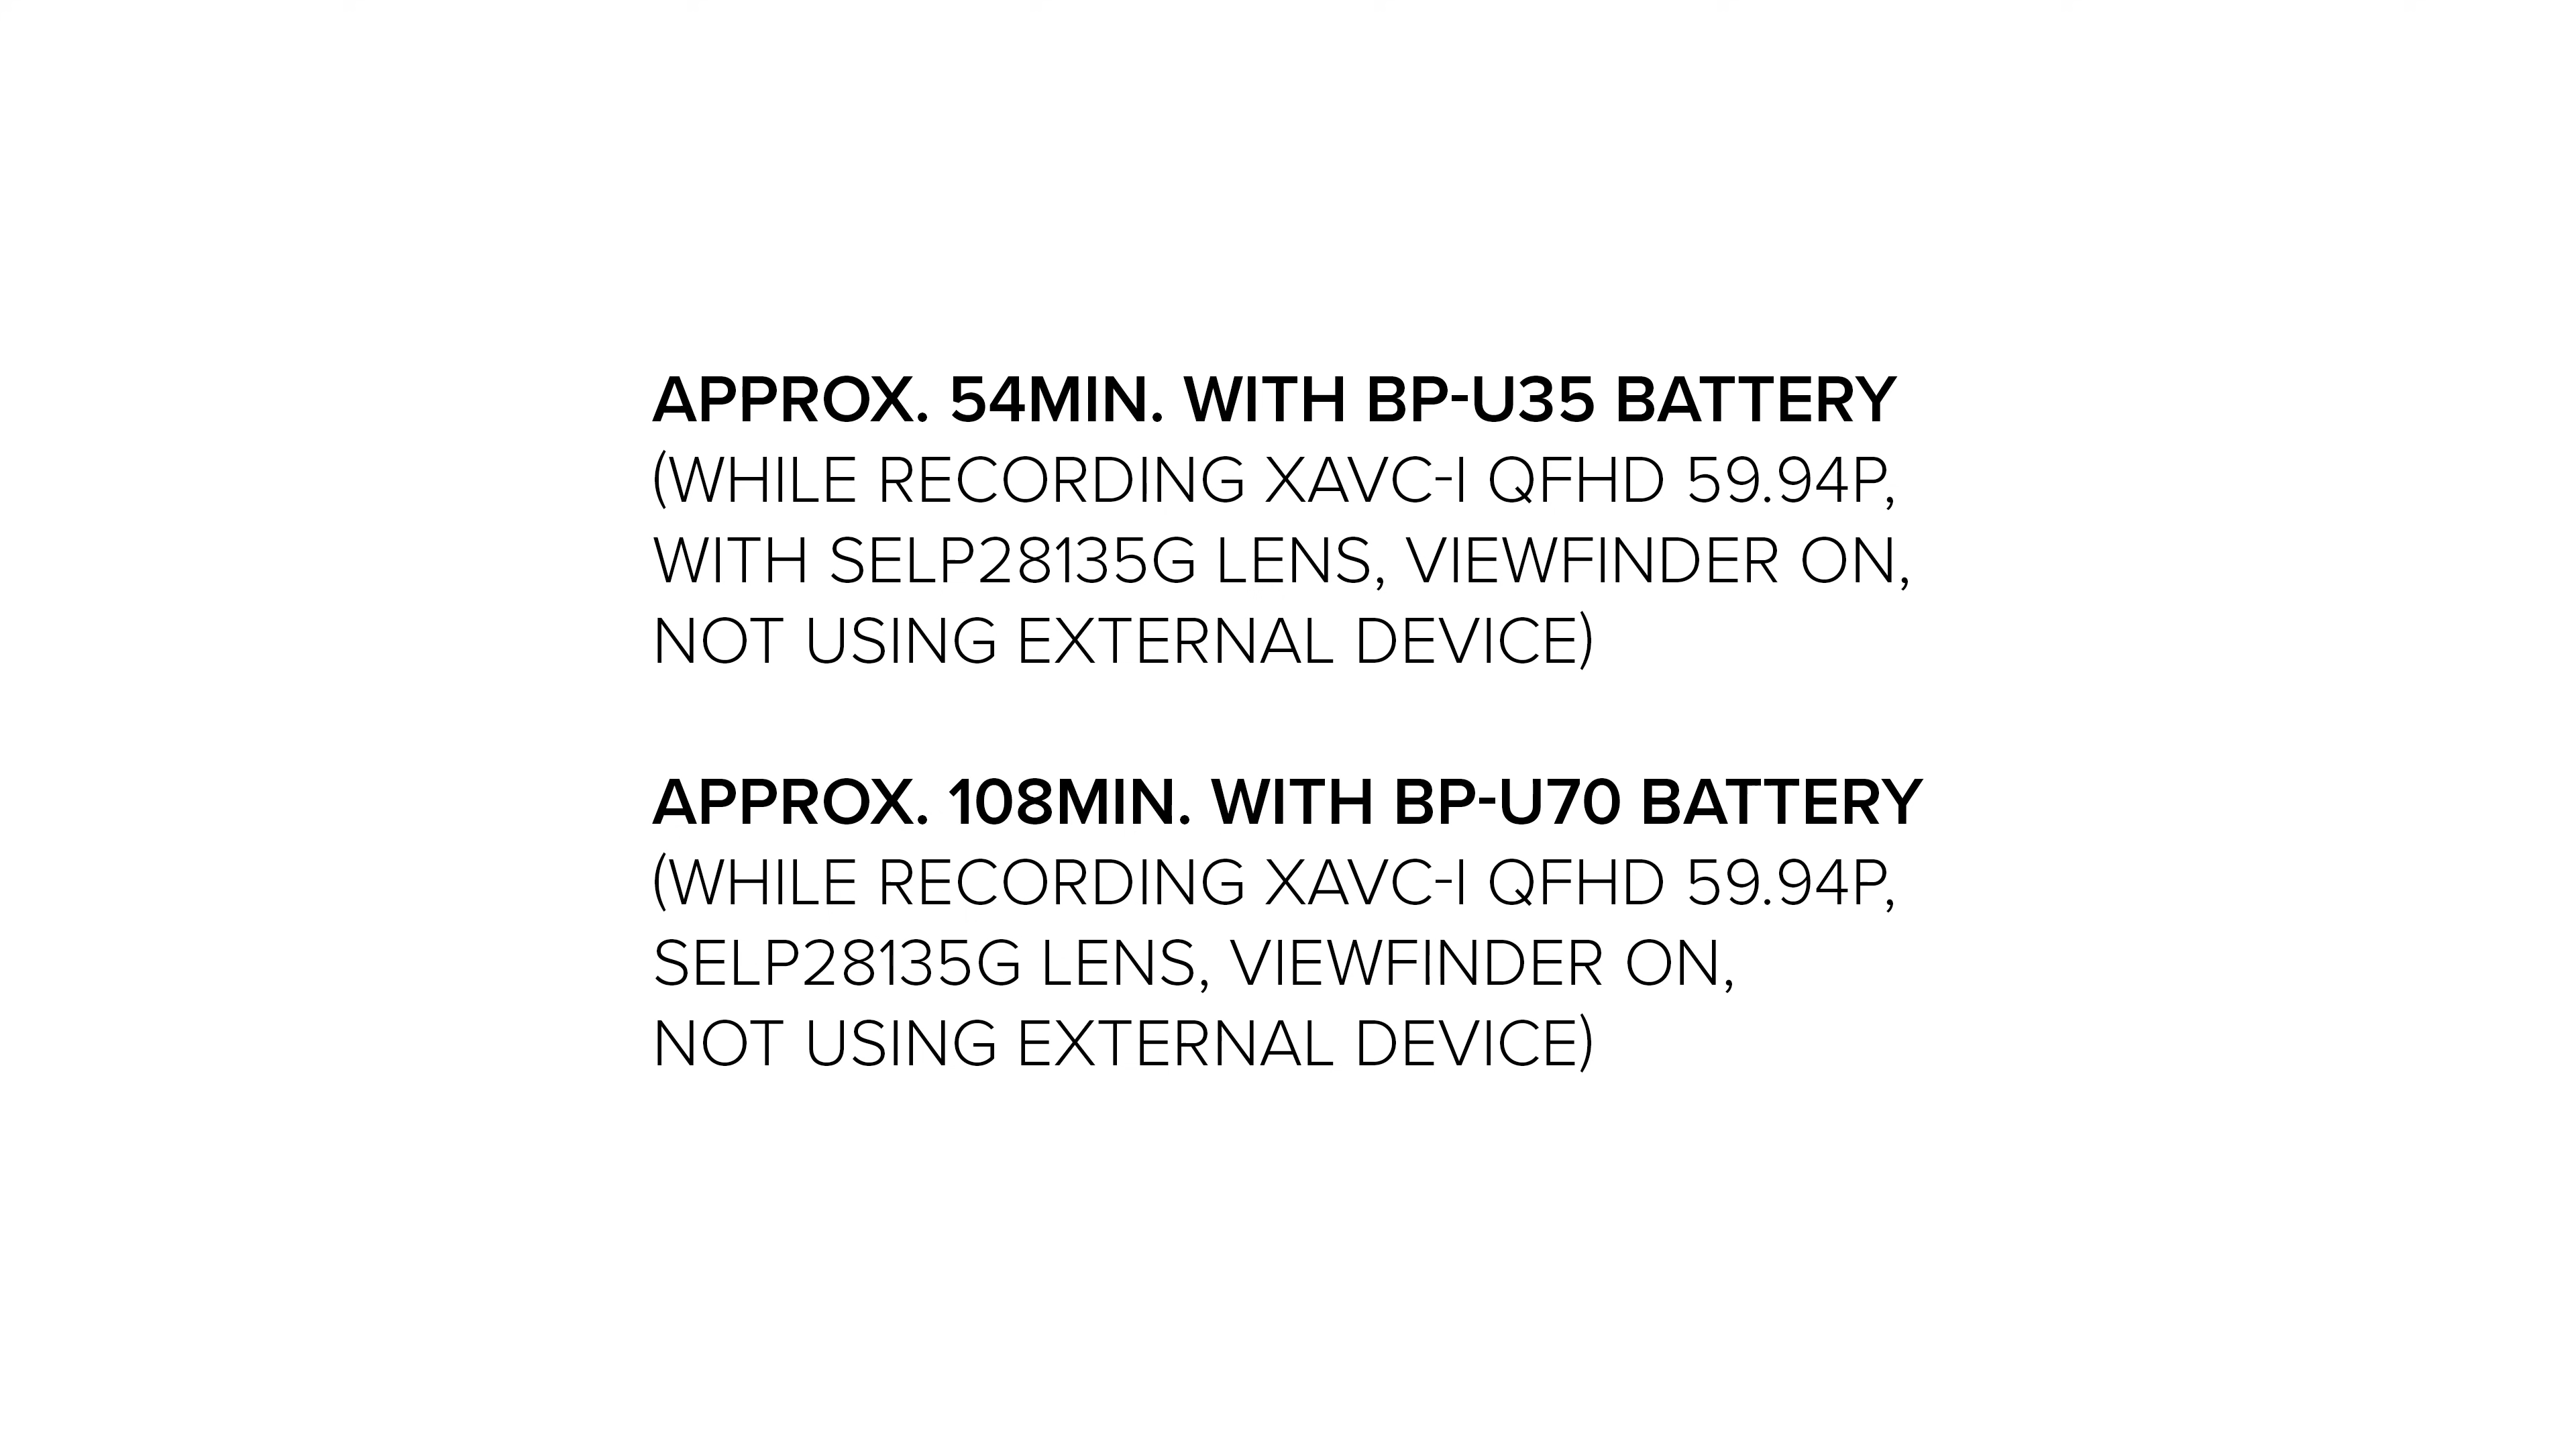 APPROX. 54MIN. WITH BP-U35 BATTERY
(WHILE RECORDING XAVC-I QFHD 59.94P,
WITH SELP28135G LENS, VIEWFINDER ON,
NOT USING EXTERNAL DEVICE)
APPROX. 108MIN. WITH BP-U70 BATTERY
(WHILE RECORDING XAVC-I QFHD 59.94P,
SELP28135G LENS, VIEWFINDER ON,
NOT USING EXTERNAL DEVICE)